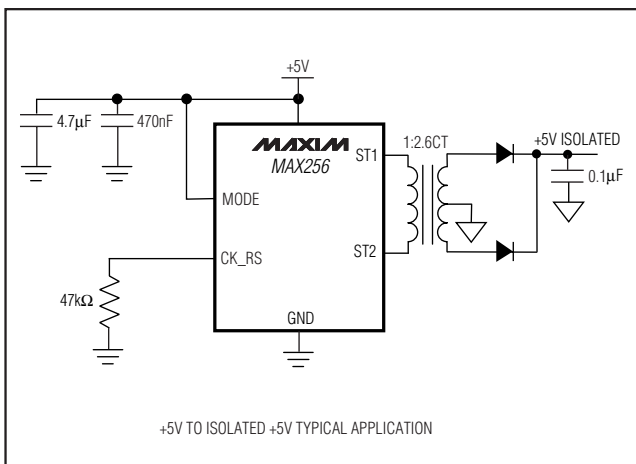 +5V
4.7µF
470nF
MAXIM
MAX256
ST1
1:2.6CT
+5V ISOLATED
0.1µF
MODE
ST2
CK_RS
47kΩ
GND
+5V TO ISOLATED +5V TYPICAL APPLICATION